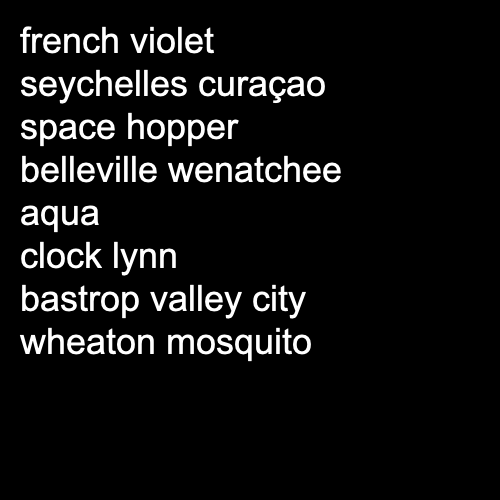 french violet
seychelles curaçao
space hopper
belleville wenatchee
aqua
clock lynn
bastrop valley city
wheaton mosquito